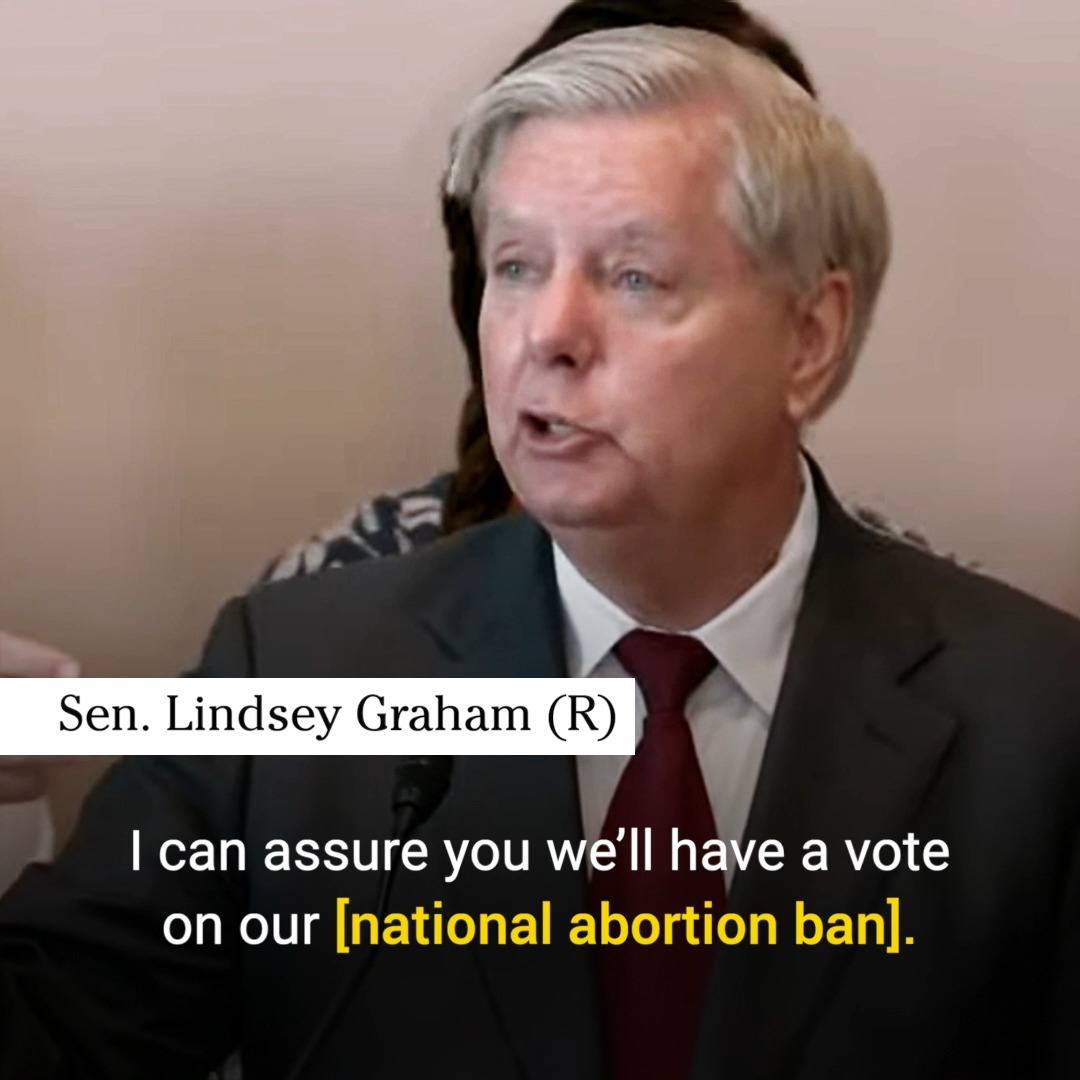 Sen. Lindsey Graham (R)
I can assure you we’ll have a vote
on our [national abortion ban].